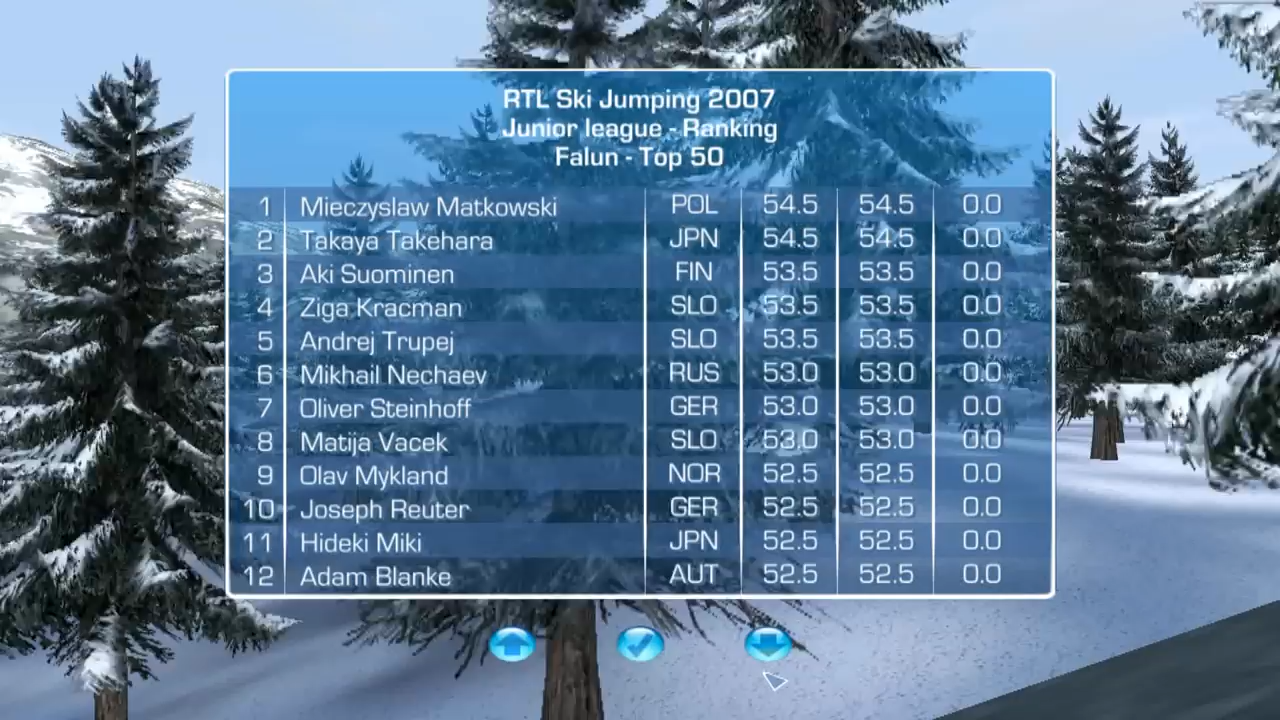 RTL Ski Jumping 2007
Junior league - Ranking
Falun - Top 50
1 Mieczyslaw Matkowski POL 54.5 54.5 0.0
2 Takaya Takehara JPN 54.5 54.5 0.0
3 Aki Suominen FIN 53.5 53.5 0.0
4 Ziga Kracman SLO 53.5 53.5 0.0
5 Andrej Trupej SLO 53.5 53.5 0.0
6 Mikhail Nechaev RUS 53.0 53.0 0.0
7 Oliver Steinhoff GER 53.0 53.0 0.0
8 Matija Vacek SLO 53.0 53.0 0.0
9 Olav Mykland NOR 52.5 52.5 0.0
10 Joseph Reuter GER 52.5 52.5 0.0
11 Hideki Miki JPN 52.5 52.5 0.0
12 Adam Blanke AUT 52.5 52.5 0.0